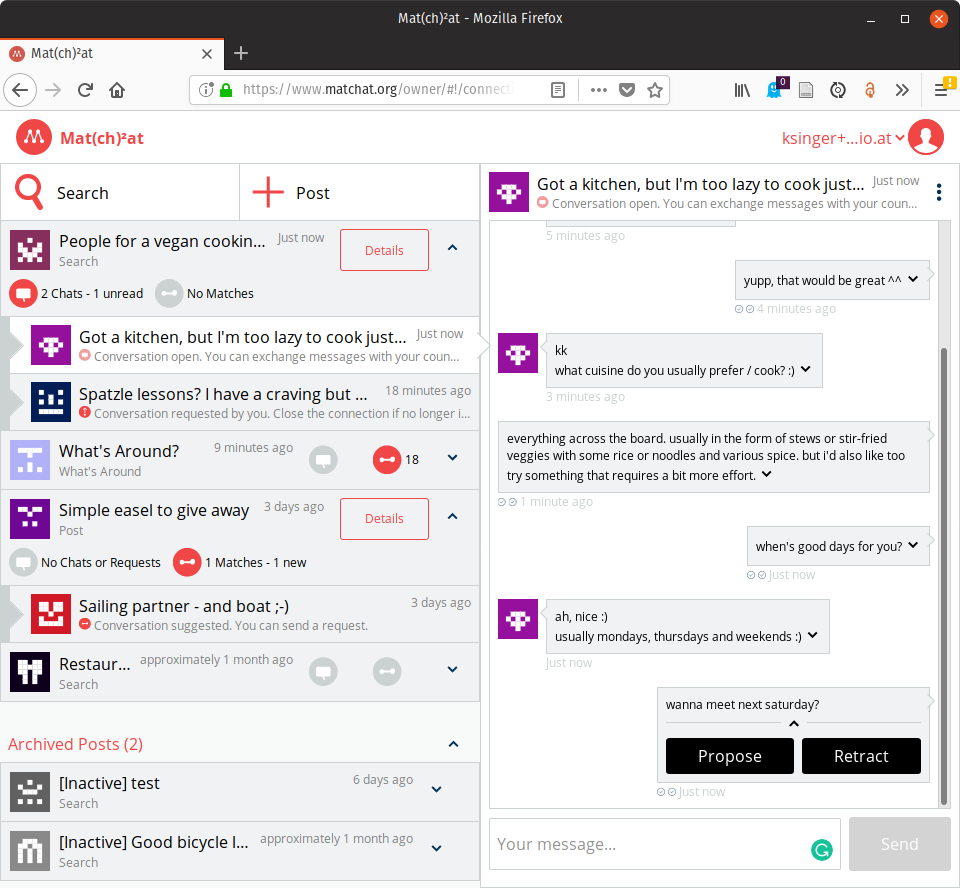 Mat(ch)²at - Mozilla Firefox
Mat(ch)²at
https://www.matchat.org/owner/#!/connect
0
Mat(ch)²at
ksinger+...io.at
Search
Post
People for a vegan cookin...
Just now
Details
Search
2 Chats - 1 unread
No Matches
Got a kitchen, but I'm too lazy to cook just...
Just now
Conversation open. You can exchange messages with your coun...
Spatzle lessons? I have a craving but ...
18 minutes ago
Conversation requested by you. Close the connection if no longer i...
What's Around?
9 minutes ago
What's Around
18
Simple easel to give away
3 days ago
Details
Post
No Chats or Requests
1 Matches - 1 new
Sailing partner - and boat ;-)
3 days ago
Conversation suggested. You can send a request.
Restaur...
approximately 1 month ago
Search
Archived Posts (2)
[Inactive] test
6 days ago
Search
[Inactive] Good bicycle l...
approximately 1 month ago
Search
Got a kitchen, but I'm too lazy to cook just...
Just now
Conversation open. You can exchange messages with your coun...
5 minutes ago
yupp, that would be great ^^
4 minutes ago
kk
what cuisine do you usually prefer / cook? :)
3 minutes ago
everything across the board. usually in the form of stews or stir-fried
veggies with some rice or noodles and various spice. but i'd also like too
try something that requires a bit more effort.
1 minute ago
when's good days for you?
Just now
ah, nice :)
usually mondays, thursdays and weekends :)
Just now
wanna meet next saturday?
Propose
Retract
Just now
Your message...
Send